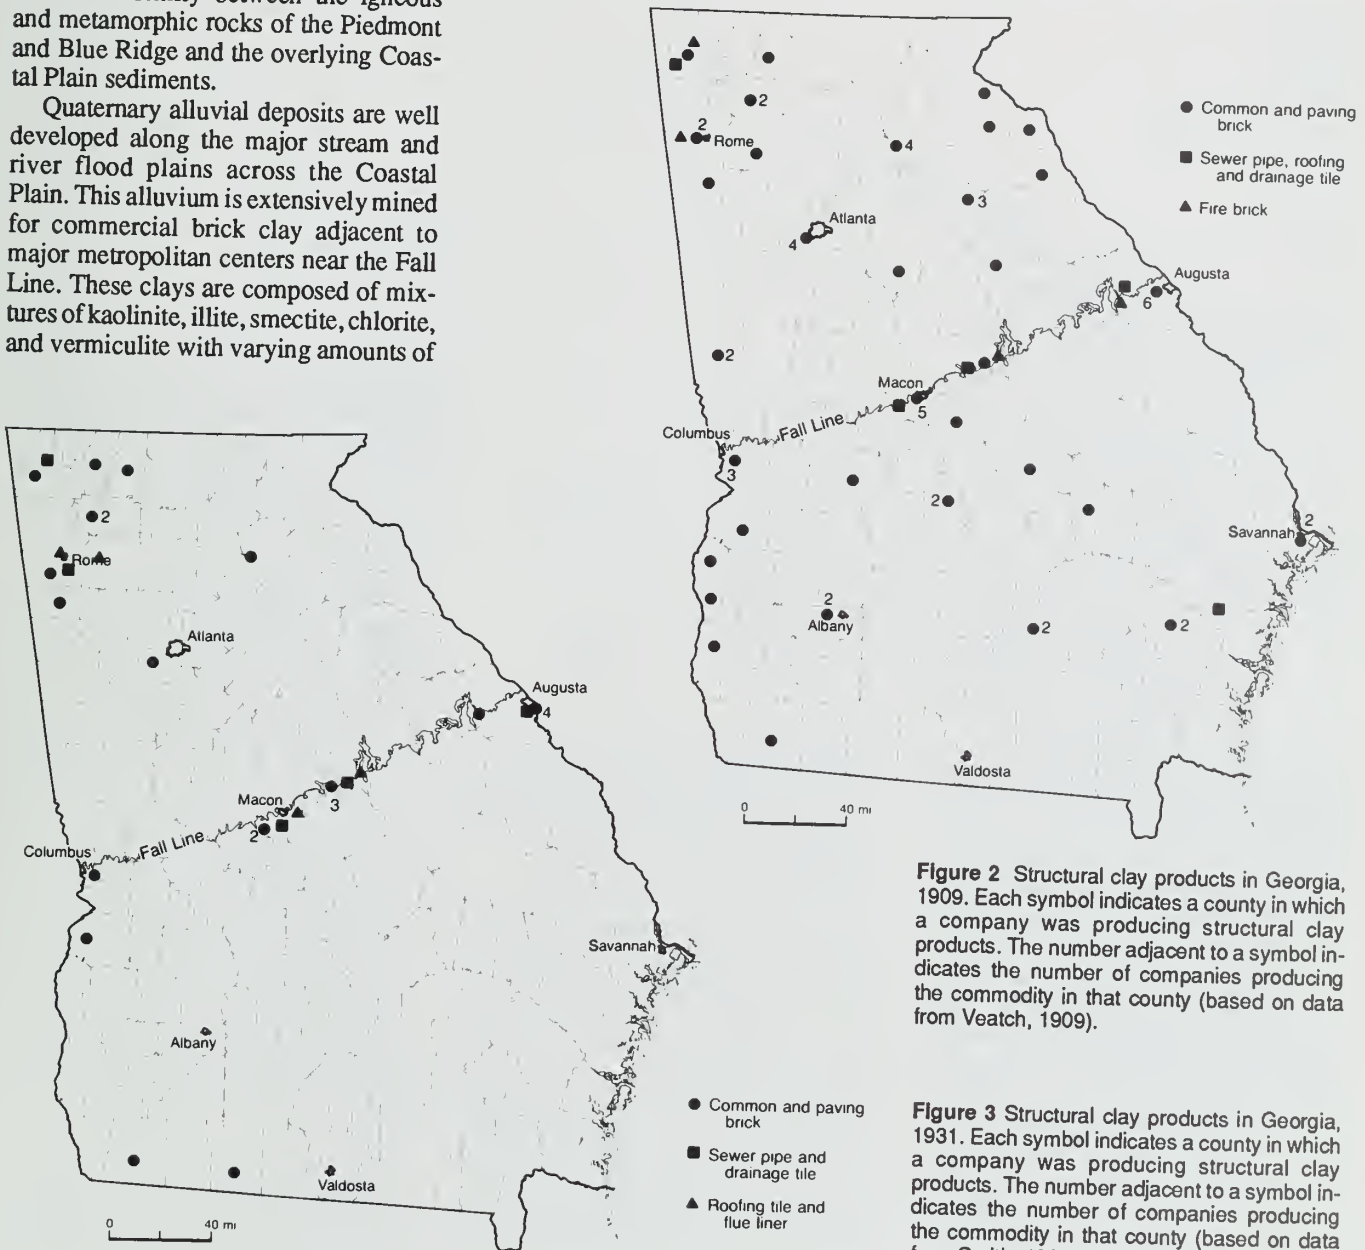 and metamorphic rocks of the Piedmont
and Blue Ridge and the overlying Coas-
tal Plain sediments.
Quaternary alluvial deposits are well
developed along the major stream and
river flood plains across the Coastal
Plain. This alluvium is extensively mined
for commercial brick clay adjacent to
major metropolitan centers near the Fall
Line. These clays are composed of mix-
tures of kaolinite, illite, smectite, chlorite,
and vermiculite with varying amounts of
2
2
Rome
4
3
Atlanta
4
Augusta
6
2
Macon
5
Fall Line
Columbus
3
2
2
Savannah
2
Albany
2
2
Valdosta
0 40 mi
Common and paving
brick
Sewer pipe, roofing
and drainage tile
Fire brick
Figure 2 Structural clay products in Georgia,
1909. Each symbol indicates a county in which
a company was producing structural clay
products. The number adjacent to a symbol in-
dicates the number of companies producing
the commodity in that county (based on data
from Veatch, 1909).
2
Rome
Atlanta
Augusta
4
3
Macon
2
Fall Line
Columbus
Savannah
Albany
Valdosta
0 40 mi
Common and paving
brick
Sewer pipe and
drainage tile
Roofing tile and
flue liner
Figure 3 Structural clay products in Georgia,
1931. Each symbol indicates a county in which
a company was producing structural clay
products. The number adjacent to a symbol in-
dicates the number of companies producing
the commodity in that county (based on data